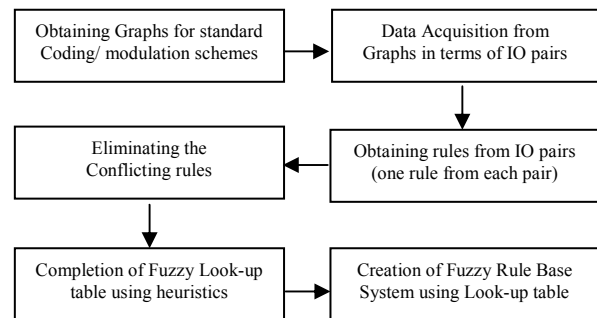 Obtaining Graphs for standard
Coding/ modulation schemes
Data Acquisition from
Graphs in terms of IO pairs
Obtaining rules from IO pairs
(one rule from each pair)
Eliminating the
Conflicting rules
Completion of Fuzzy Look-up
table using heuristics
Creation of Fuzzy Rule Base
System using Look-up table